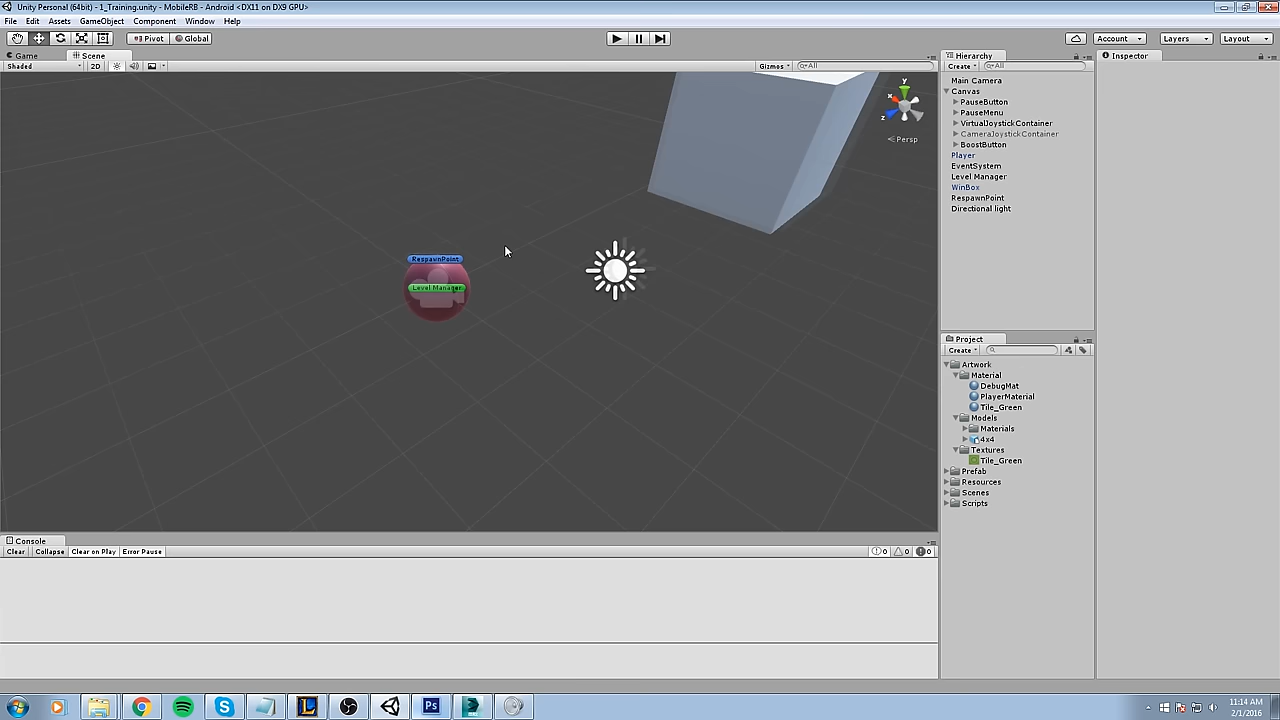 Unity Personal (64bit) - 1_Training.unity - MobileRB - Android <DX11 on DX9 GPU>
File Edit Assets GameObject Component Window Help
Pivot Global Account Layers Layout
Game Scene Hierarchy Inspector
Shaded 2D Gizmos All Create All
Main Camera
Canvas
PauseButton
PauseMenu
VirtualJoystickContainer
CameraJoystickContainer
BoostButton
Player
EventSystem
Level Manager
WinBox
RespawnPoint
Directional light
y
x
z
Persp
RespawnPoint
Level Manager
Project
Create
Artwork
Material
DebugMat
PlayerMaterial
Tile_Green
Models
Materials
4x4
Textures
Tile_Green
Prefab
Resources
Scenes
Scripts
Console
Clear Collapse Clear on Play Error Pause 0 0 0
Ps
11:14 AM
2/1/2016